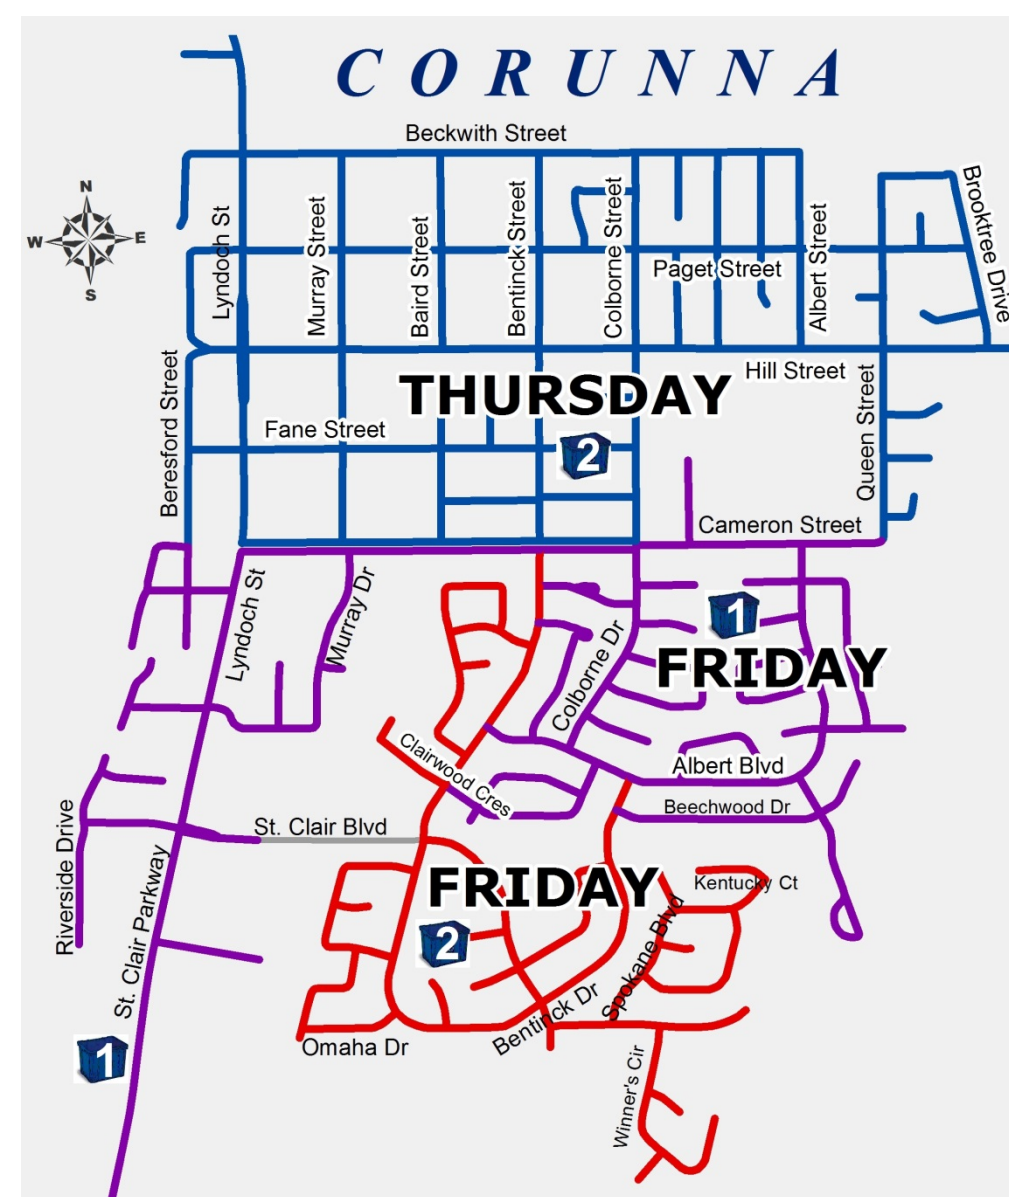 CORUNNA
Beckwith Street
N
W
E
S
Lyndoch St
Murray Street
Baird Street
Bentinck Street
Colborne Street
Paget Street
Albert Street
Brooktree Drive
Hill Street
Beresford Street
THURSDAY
Fane Street
2
Queen Street
Cameron Street
Lyndoch St
Murray Dr
1
FRIDAY
Colborne Dr
Clairwood Cres
Albert Blvd
Beechwood Dr
St. Clair Blvd
Riverside Drive
St. Clair Parkway
FRIDAY
2
Kentucky Ct
Spokane Blvd
Bentinck Dr
Omaha Dr
1
Winner's Cir